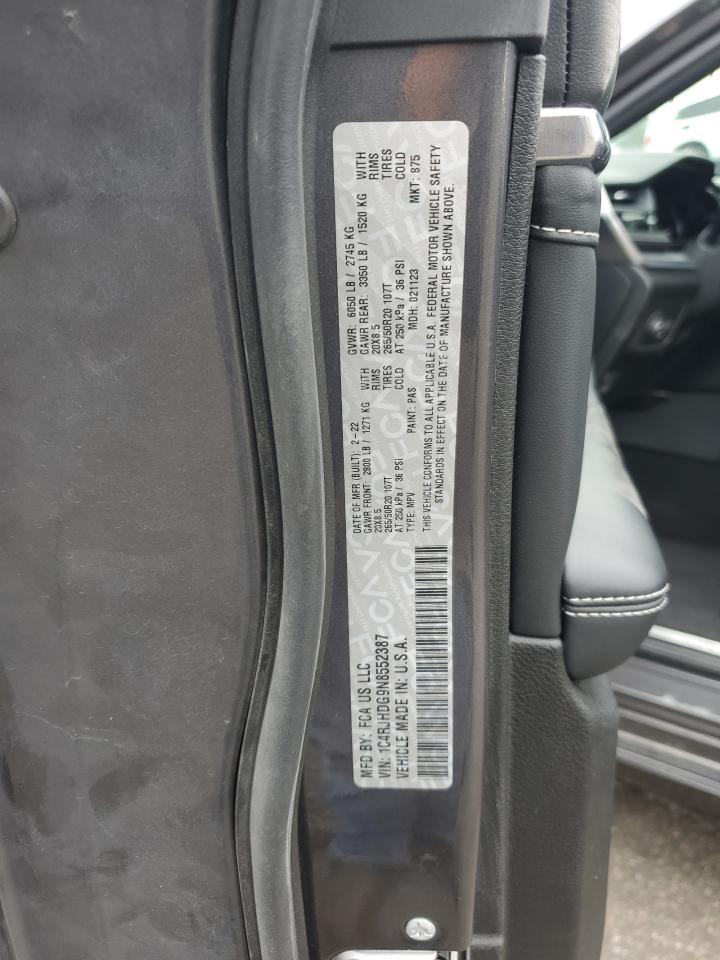 MFD BY: FCA US LLC
DATE OF MFR (BUILT): 2-22
GVWR: 6050 LB / 2745 KG
VIN: 1C4RJHDG9N8552387
GAWR FRONT: 2800 LB / 1271 KG WITH
GAWR REAR: 3350 LB / 1520 KG WITH
20X8.5 RIMS
20X8.5 RIMS
VEHICLE MADE IN: U.S.A.
265/50R20 107T TIRES
265/50R20 107T TIRES
AT 250 kPa / 36 PSI COLD
AT 250 kPa / 36 PSI COLD
TYPE: MPV PAINT: PAS MDH: 021123 MKT: 875
THIS VEHICLE CONFORMS TO ALL APPLICABLE U.S.A. FEDERAL MOTOR VEHICLE SAFETY
STANDARDS IN EFFECT ON THE DATE OF MANUFACTURE SHOWN ABOVE.